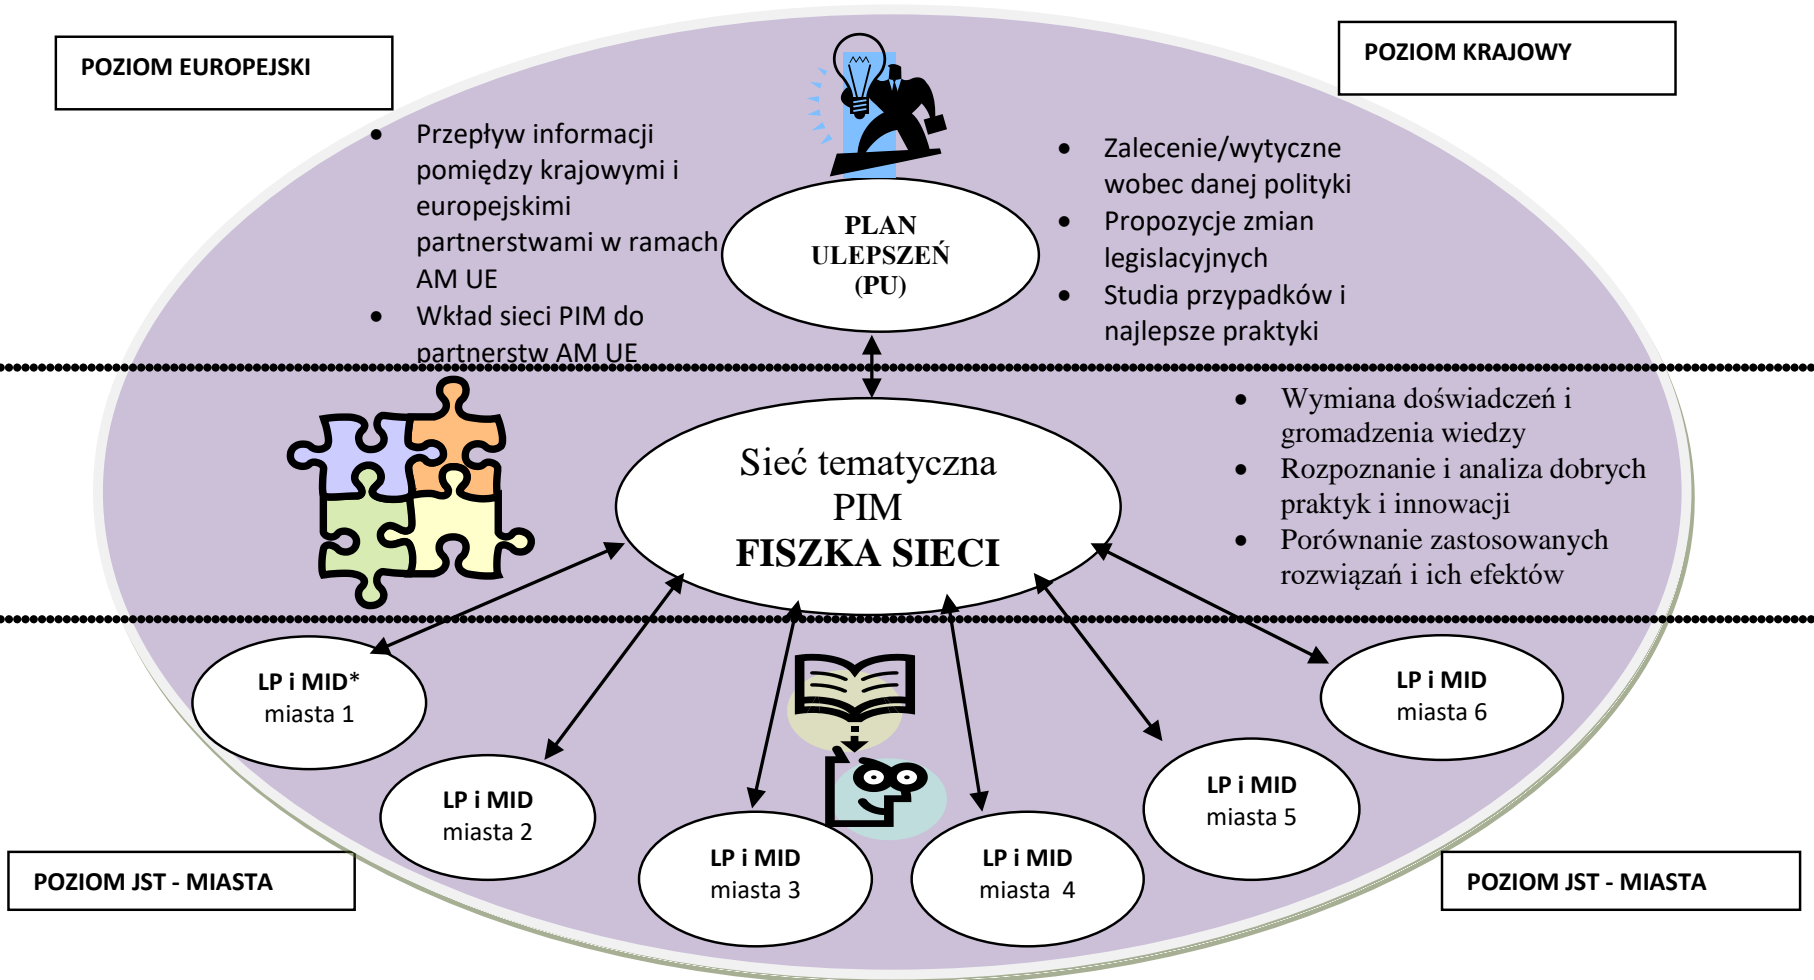 POZIOM EUROPEJSKI
POZIOM KRAJOWY
• Przepływ informacji
pomiędzy krajowymi i
europejskimi
partnerstwami w ramach
AM UE
• Wkład sieci PIM do
partnerstw AM UE
PLAN
ULEPSZEŃ
(PU)
• Zalecenie/wytyczne
wobec danej polityki
• Propozycje zmian
legislacyjnych
• Studia przypadków i
najlepsze praktyki
Sieć tematyczna
PIM
FISZKA SIECI
• Wymiana doświadczeń i
gromadzenia wiedzy
• Rozpoznanie i analiza dobrych
praktyk i innowacji
• Porównanie zastosowanych
rozwiązań i ich efektów
LP i MID*
miasta 1
LP i MID
miasta 2
LP i MID
miasta 3
LP i MID
miasta 4
LP i MID
miasta 5
LP i MID
miasta 6
POZIOM JST - MIASTA
POZIOM JST - MIASTA